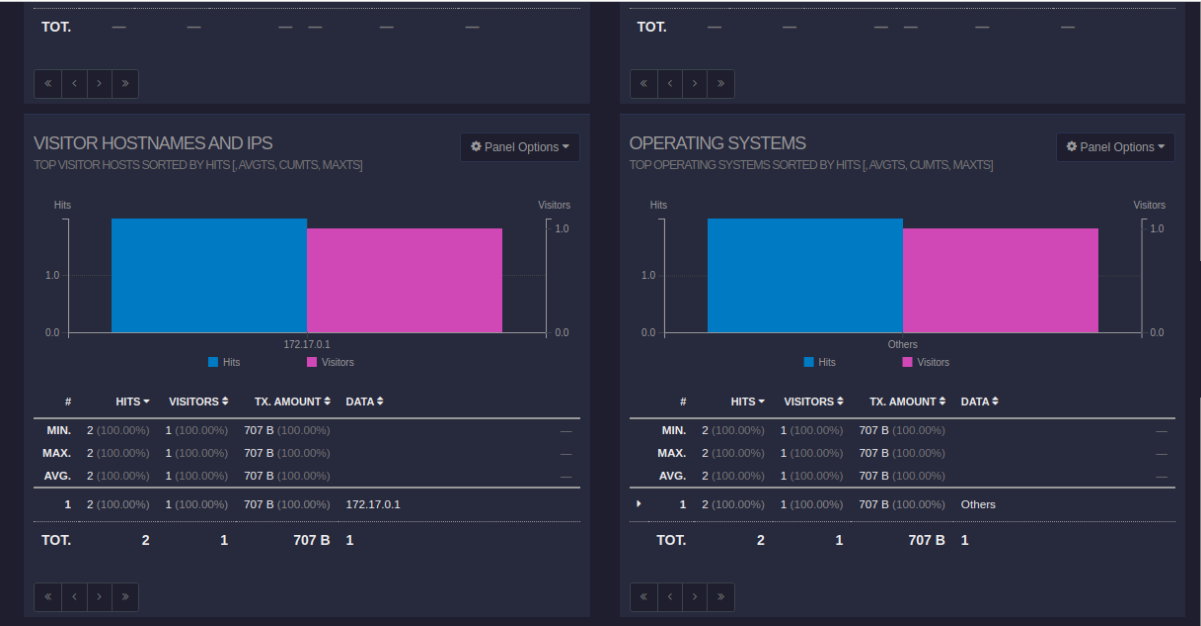 TOT. — — — — — —
TOT. — — — — — —
« ‹ › »
« ‹ › »
VISITOR HOSTNAMES AND IPS
Panel Options
TOP VISITOR HOSTS SORTED BY HITS [, AVGTS, CUMTS, MAXTS]
Hits Visitors
1.0
1.0
0.0 0.0
172.17.0.1
Hits Visitors
# HITS VISITORS TX. AMOUNT DATA
MIN. 2 (100.00%) 1 (100.00%) 707 B (100.00%) —
MAX. 2 (100.00%) 1 (100.00%) 707 B (100.00%) —
AVG. 2 (100.00%) 1 (100.00%) 707 B (100.00%) —
1 2 (100.00%) 1 (100.00%) 707 B (100.00%) 172.17.0.1
TOT. 2 1 707 B 1
« ‹ › »
OPERATING SYSTEMS
Panel Options
TOP OPERATING SYSTEMS SORTED BY HITS [, AVGTS, CUMTS, MAXTS]
Hits Visitors
1.0
1.0
0.0 0.0
Others
Hits Visitors
# HITS VISITORS TX. AMOUNT DATA
MIN. 2 (100.00%) 1 (100.00%) 707 B (100.00%) —
MAX. 2 (100.00%) 1 (100.00%) 707 B (100.00%) —
AVG. 2 (100.00%) 1 (100.00%) 707 B (100.00%) —
1 2 (100.00%) 1 (100.00%) 707 B (100.00%) Others
TOT. 2 1 707 B 1
« ‹ › »